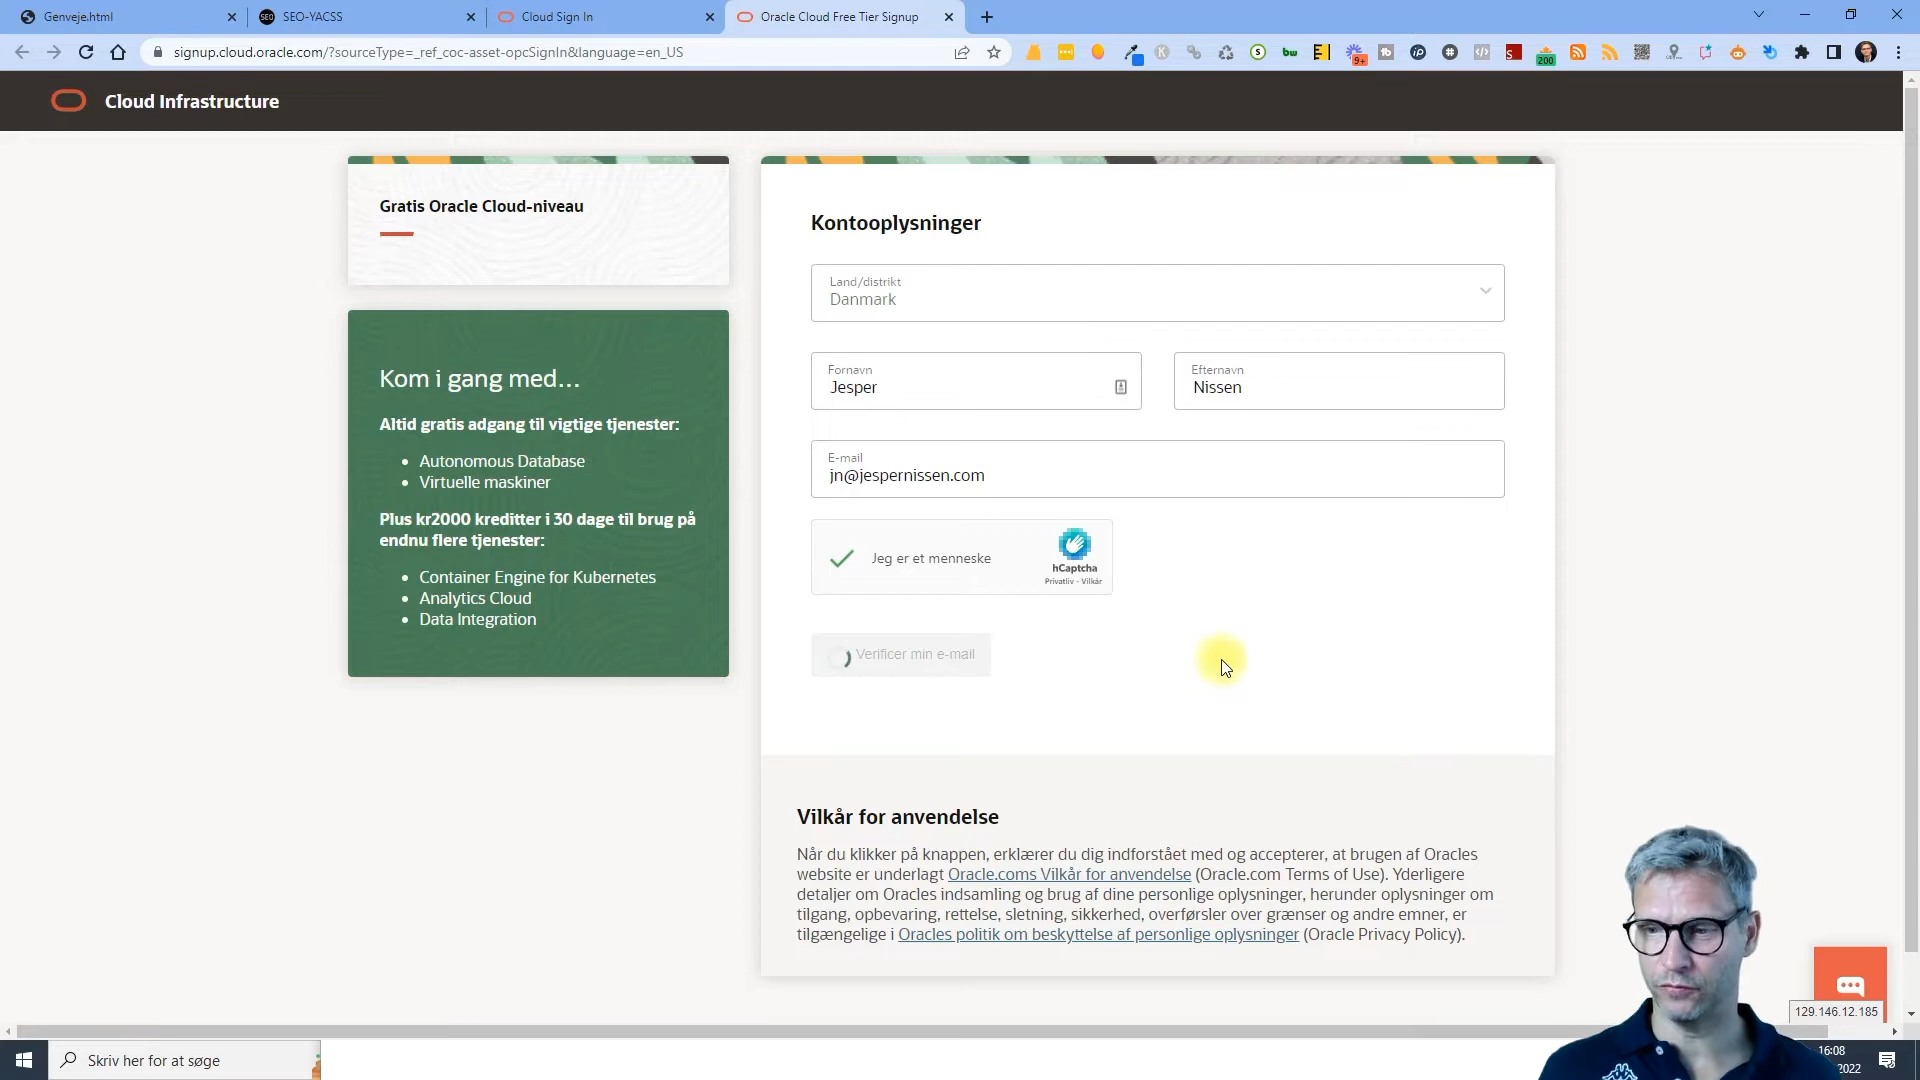 Genveje.html
SEO
SEO-YACSS
Cloud Sign In
Oracle Cloud Free Tier Signup
signup.cloud.oracle.com/?sourceType=_ref_coc-asset-opcSignIn&language=en_US
9+
200
Cloud Infrastructure
Gratis Oracle Cloud-niveau
Kom i gang med...
Altid gratis adgang til vigtige tjenester:
Autonomous Database
Virtuelle maskiner
Plus kr2000 kreditter i 30 dage til brug på
endnu flere tjenester:
Container Engine for Kubernetes
Analytics Cloud
Data Integration
Kontooplysninger
Land/distrikt
Danmark
Fornavn
Jesper
Efternavn
Nissen
E-mail
jn@jespernissen.com
Jeg er et menneske
hCaptcha
Privatliv - Vilkår
Verificer min e-mail
Vilkår for anvendelse
Når du klikker på knappen, erklærer du dig indforstået med og accepterer, at brugen af Oracles
website er underlagt Oracle.coms Vilkår for anvendelse (Oracle.com Terms of Use). Yderligere
detaljer om Oracles indsamling og brug af dine personlige oplysninger, herunder oplysninger om
tilgang, opbevaring, rettelse, sletning, sikkerhed, overførsler over grænser og andre emner, er
tilgængelige i Oracles politik om beskyttelse af personlige oplysninger (Oracle Privacy Policy).
129.146.12.185
Skriv her for at søge
16:08
2022